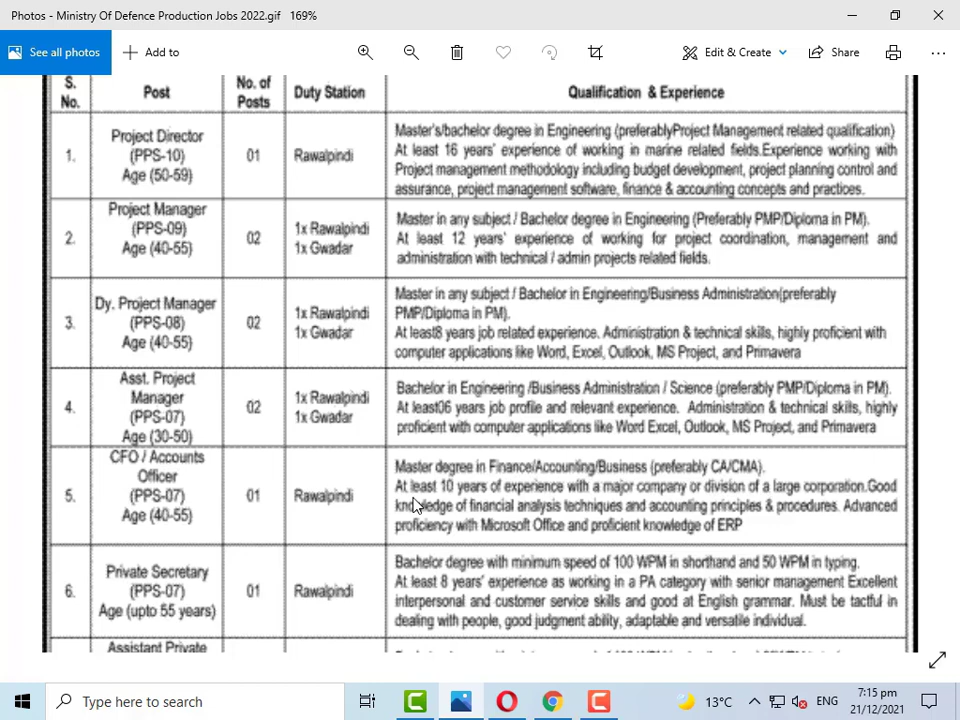 Photos - Ministry Of Defence Production Jobs 2022.gif   169%
See all photos
Add to
Edit & Create
Share
S. No.
Post
No. of Posts
Duty Station
Qualification & Experience
1.
Project Director
(PPS-10)
Age (50-59)
01
Rawalpindi
Master's/bachelor degree in Engineering (preferablyProject Management related qualification)
At least 16 years' experience of working in marine related fields.Experience working with
Project management methodology including budget development, project planning control and
assurance, project management software, finance & accounting concepts and practices.
2.
Project Manager
(PPS-09)
Age (40-55)
02
1x Rawalpindi
1x Gwadar
Master in any subject / Bachelor degree in Engineering (Preferably PMP/Diploma in PM).
At least 12 years' experience of working for project coordination, management and
administration with technical / admin projects related fields.
3.
Dy. Project Manager
(PPS-08)
Age (40-55)
02
1x Rawalpindi
1x Gwadar
Master in any subject / Bachelor in Engineering/Business Administration(preferably
PMP/Diploma in PM).
At least8 years job related experience. Administration & technical skills, highly proficient with
computer applications like Word, Excel, Outlook, MS Project, and Primavera
4.
Asst. Project
Manager
(PPS-07)
Age (30-50)
02
1x Rawalpindi
1x Gwadar
Bachelor in Engineering /Business Administration / Science (preferably PMP/Diploma in PM).
At least06 years job profile and relevant experience. Administration & technical skills, highly
proficient with computer applications like Word Excel, Outlook, MS Project, and Primavera
5.
CFO / Accounts
Officer
(PPS-07)
Age (40-55)
01
Rawalpindi
Master degree in Finance/Accounting/Business (preferably CA/CMA).
At least 10 years of experience with a major company or division of a large corporation.Good
knowledge of financial analysis techniques and accounting principles & procedures. Advanced
proficiency with Microsoft Office and proficient knowledge of ERP
6.
Private Secretary
(PPS-07)
Age (upto 55 years)
01
Rawalpindi
Bachelor degree with minimum speed of 100 WPM in shorthand and 50 WPM in typing.
At least 8 years' experience as working in a PA category with senior management Excellent
interpersonal and customer service skills and good at English grammar. Must be tactful in
dealing with people, good judgment ability, adaptable and versatile individual.
Assistant Private
Type here to search
13°C
ENG
7:15 pm
21/12/2021